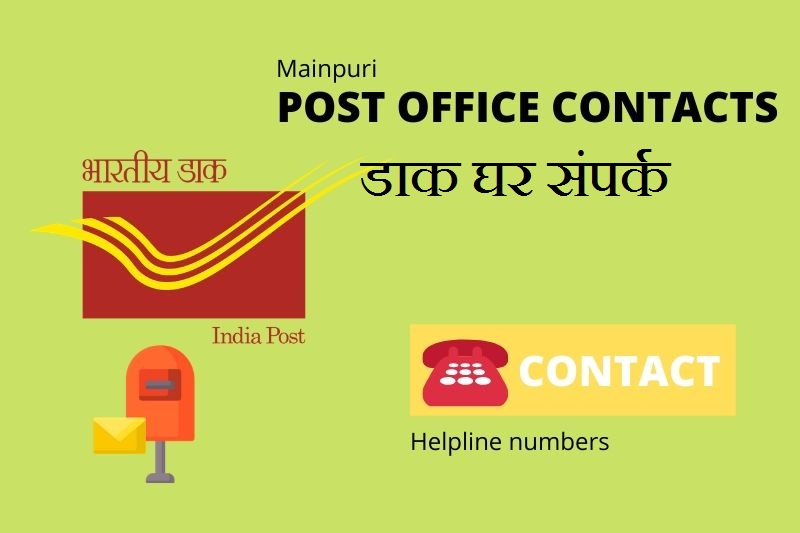 Mainpuri
POST OFFICE CONTACTS
डाक घर संपर्क
भारतीय डाक
India Post
CONTACT
Helpline numbers